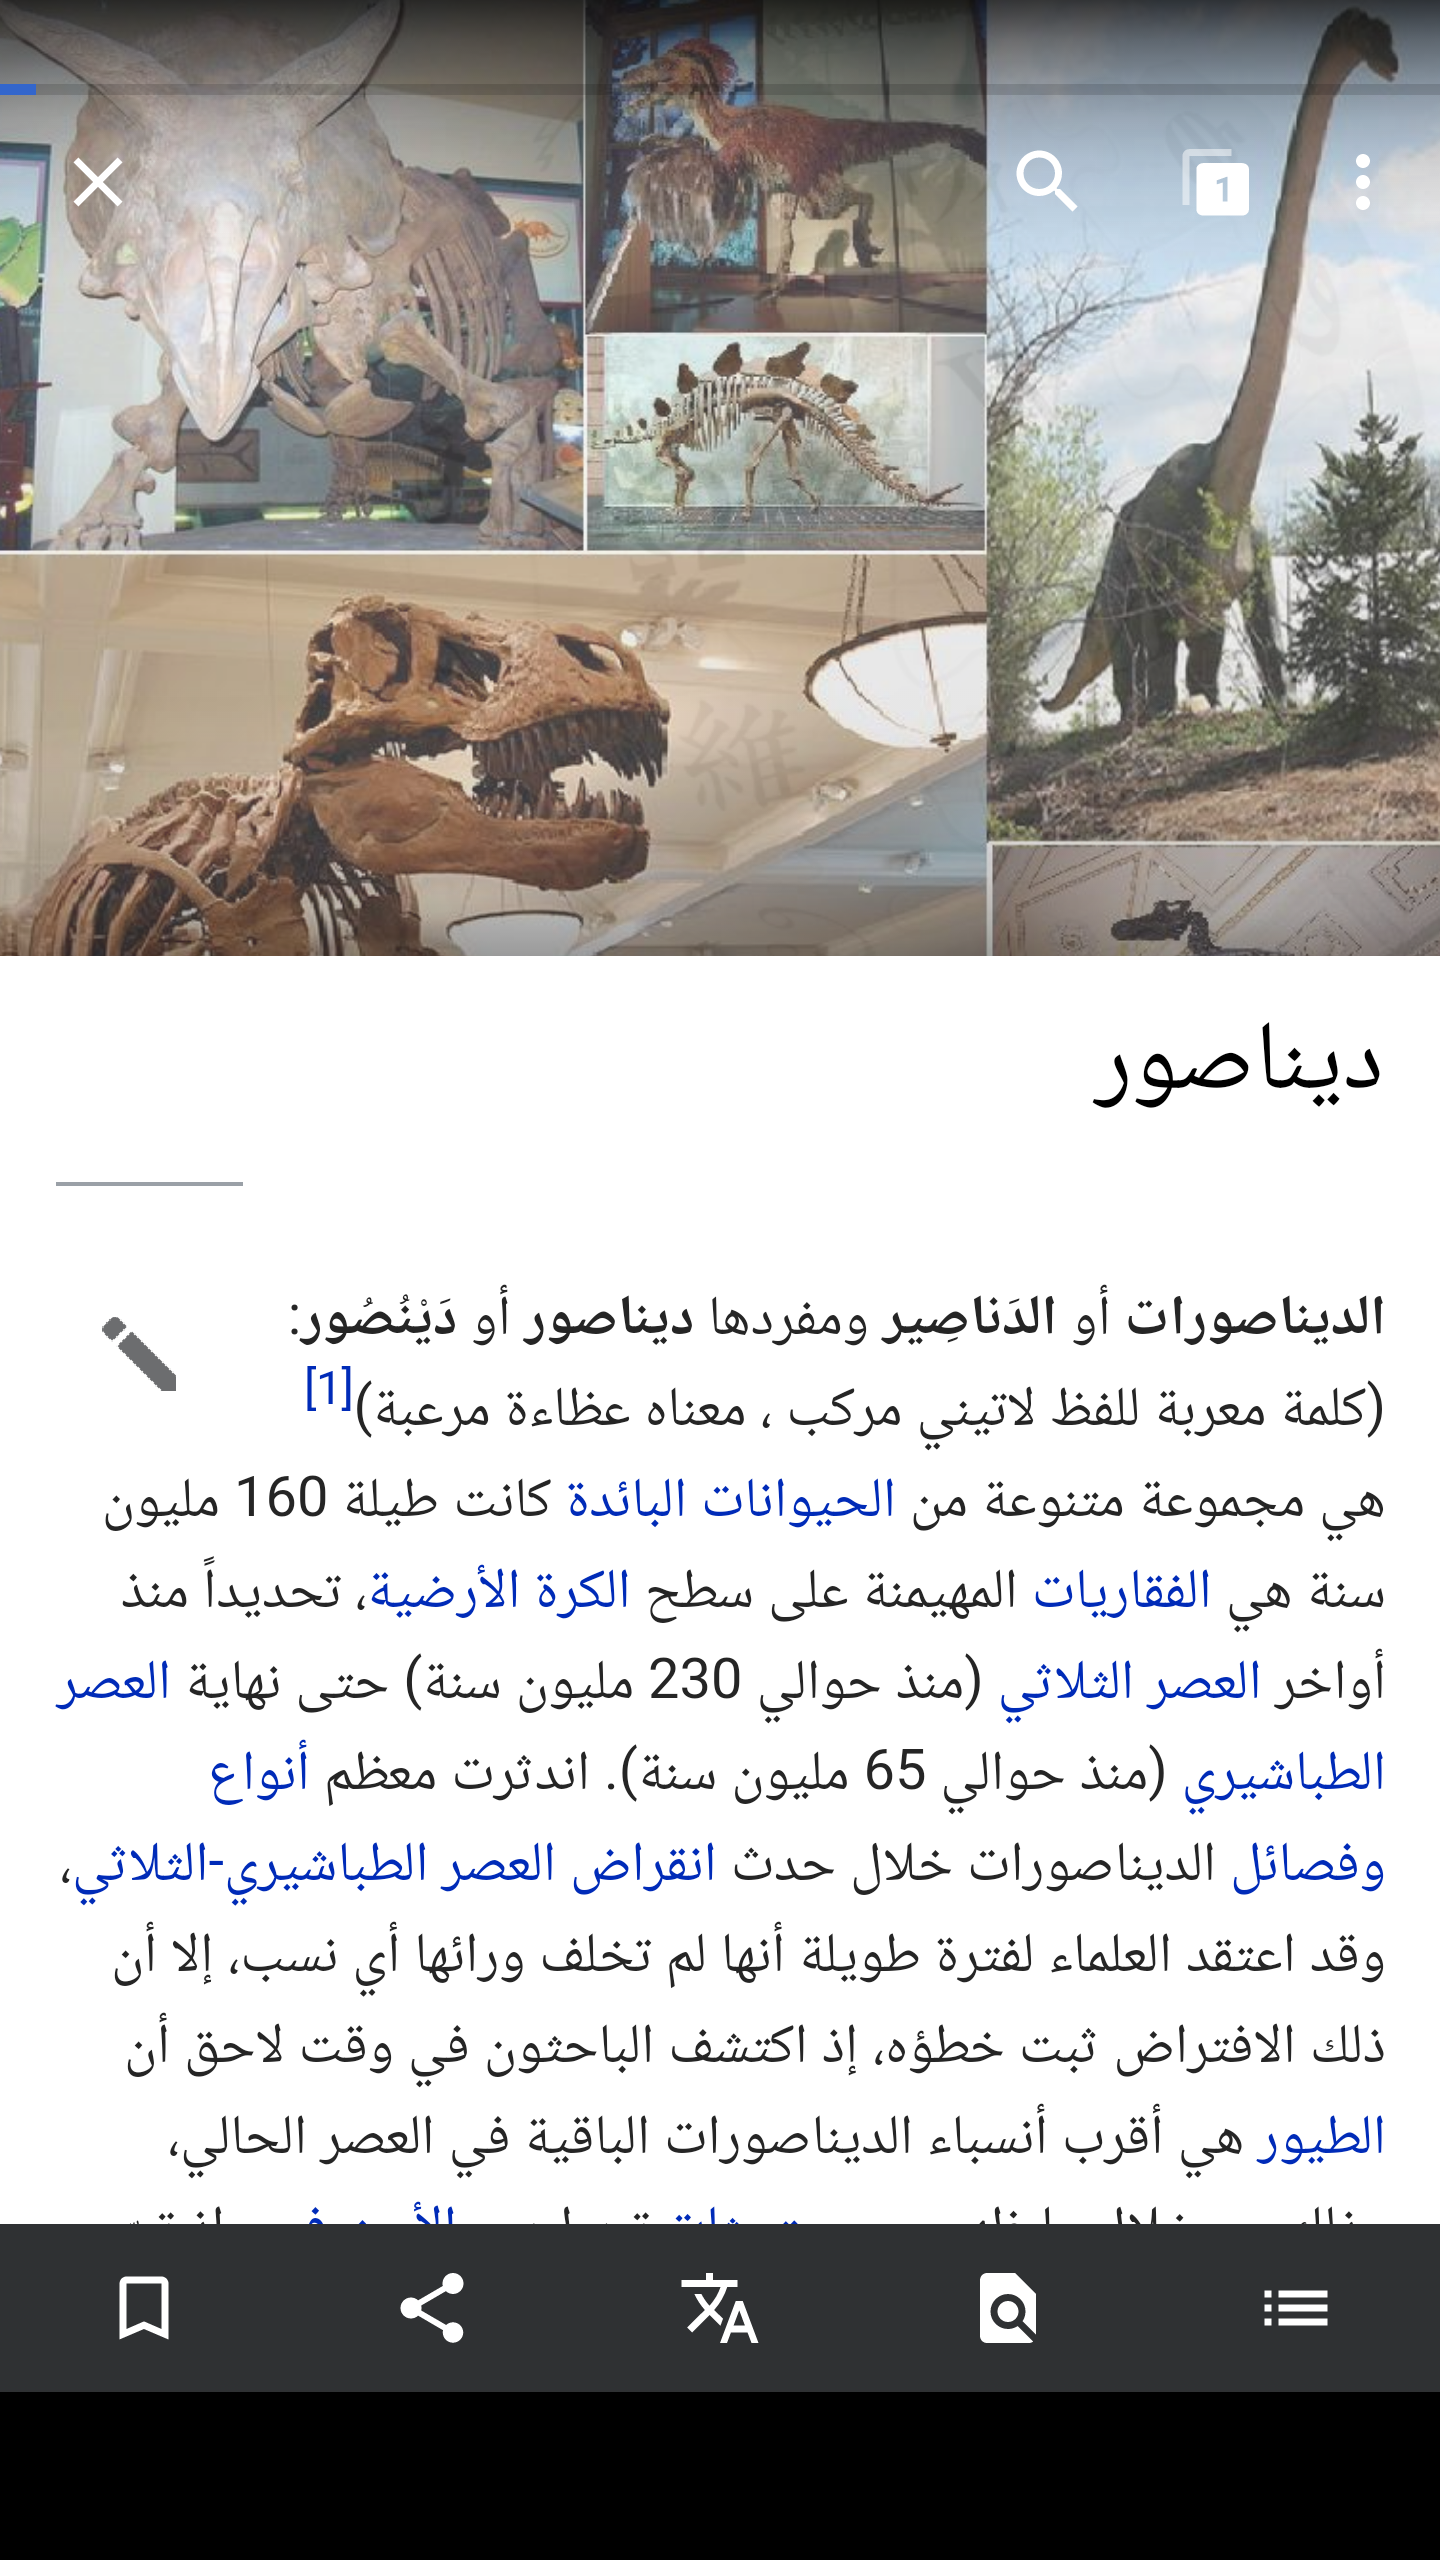 1
維
ديناصور
الديناصورات أو الدَناصِير ومفردها ديناصور أو دَيْنُصُور:
(كلمة معربة للفظ لاتيني مركب ، معناه عظاءة مرعبة)[1]
هي مجموعة متنوعة من الحيوانات البائدة كانت طيلة 160 مليون
سنة هي الفقاريات المهيمنة على سطح الكرة الأرضية، تحديداً منذ
أواخر العصر الثلاثي (منذ حوالي 230 مليون سنة) حتى نهاية العصر
الطباشيري (منذ حوالي 65 مليون سنة). اندثرت معظم أنواع
وفصائل الديناصورات خلال حدث انقراض العصر الطباشيري-الثلاثي،
وقد اعتقد العلماء لفترة طويلة أنها لم تخلف ورائها أي نسب، إلا أن
ذلك الافتراض ثبت خطؤه، إذ اكتشف الباحثون في وقت لاحق أن
الطيور هي أقرب أنسباء الديناصورات الباقية في العصر الحالي،